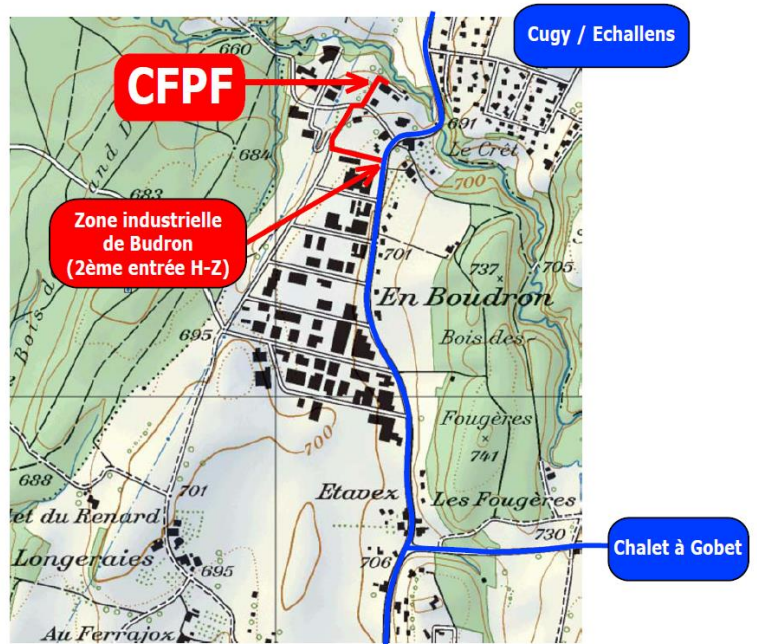 Cugy / Echallens
660
CFPF
691
Le Crêt
684
700
683
Zone industrielle
de Budron
(2ème entrée H-Z)
701
737
705
En Boudron
Bois d
and D
695
Bois des
700
Fougères
741
688
701
Etavex
Les Fougères
et du Renard
730
Chalet à Gobet
Longeraies
695
706
Au Ferrajox